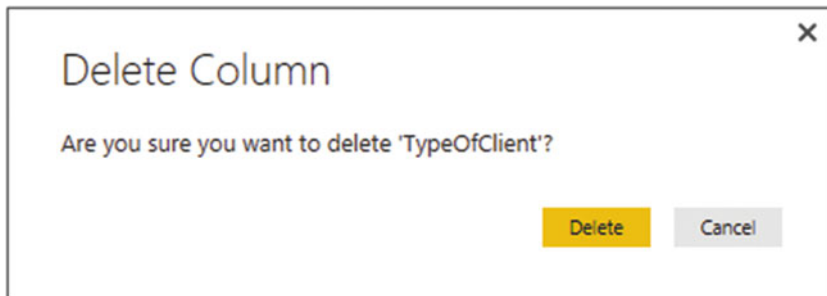 Delete Column
Are you sure you want to delete 'TypeOfClient'?
Delete Cancel